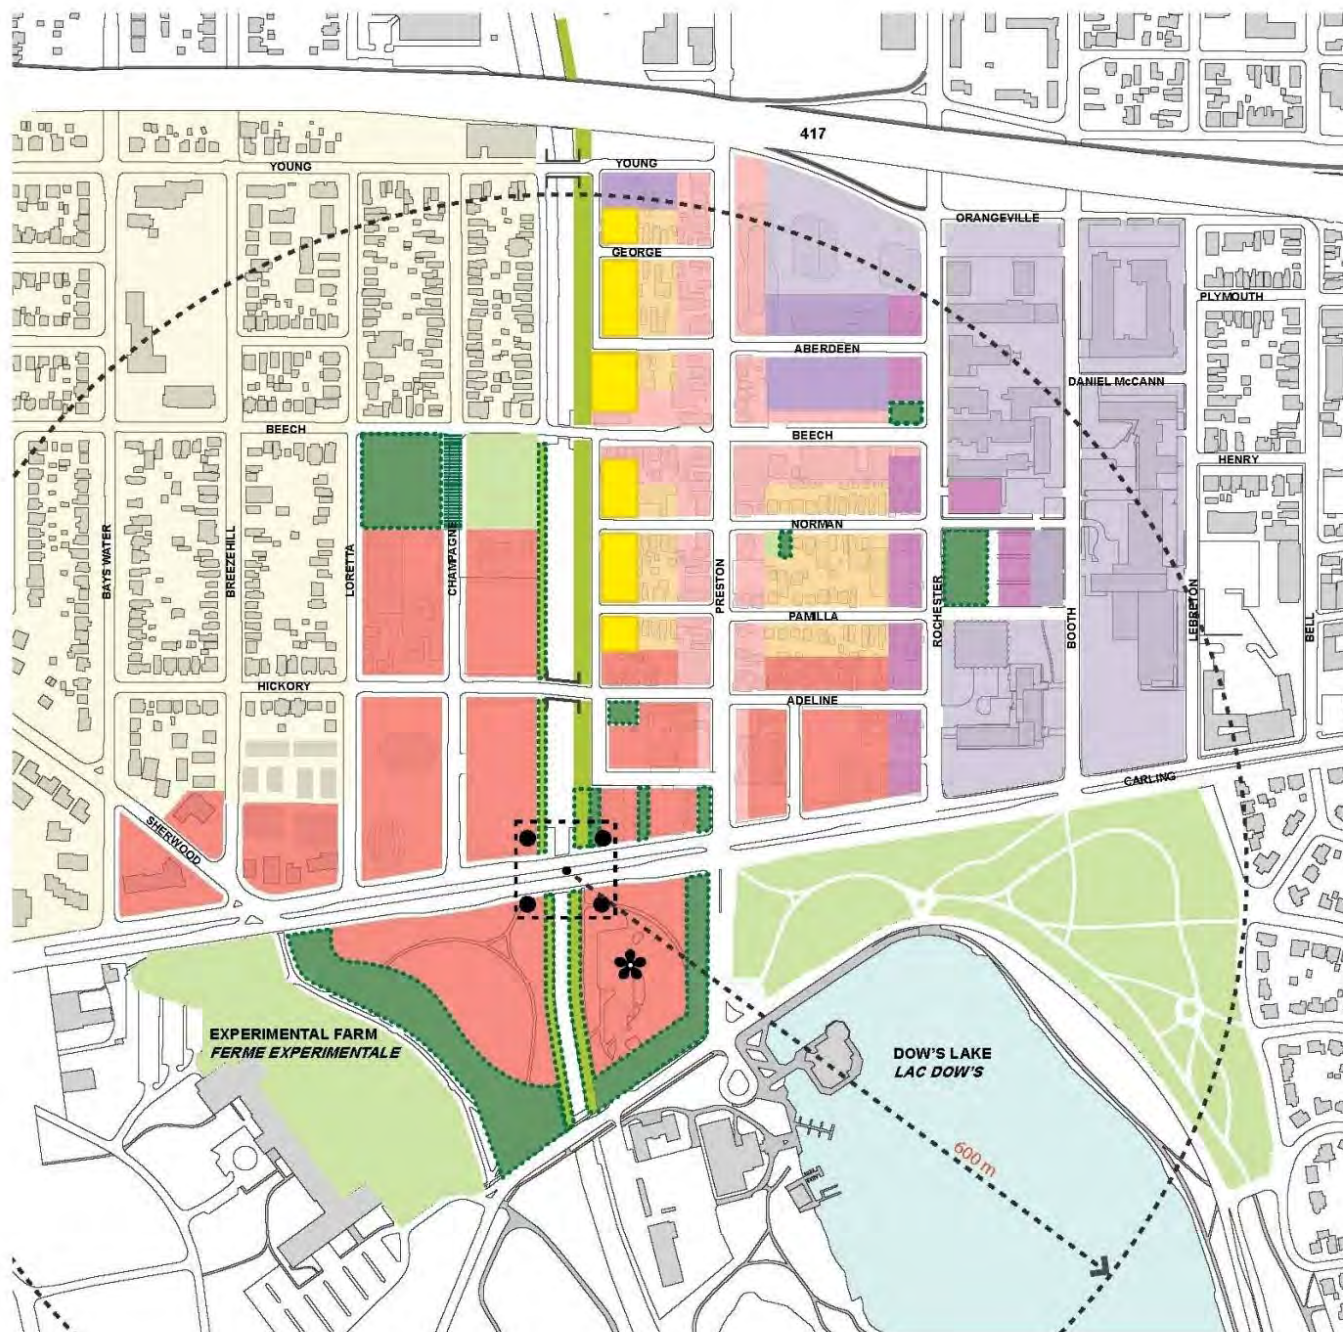 417
YOUNG
YOUNG
ORANGEVILLE
GEORGE
PLYMOUTH
ABERDEEN
DANIEL McCANN
BEECH
BEECH
HENRY
NORMAN
BAYS WATER
BREEZEHILL
LORETTA
CHAMPAGNE
PRESTON
ROCHESTER
BOOTH
LEBRETON
BELL
PAMILLA
HICKORY
ADELINE
CARLING
SHERWOOD
EXPERIMENTAL FARM
FERME EXPERIMENTALE
DOW'S LAKE
LAC DOW'S
600 m